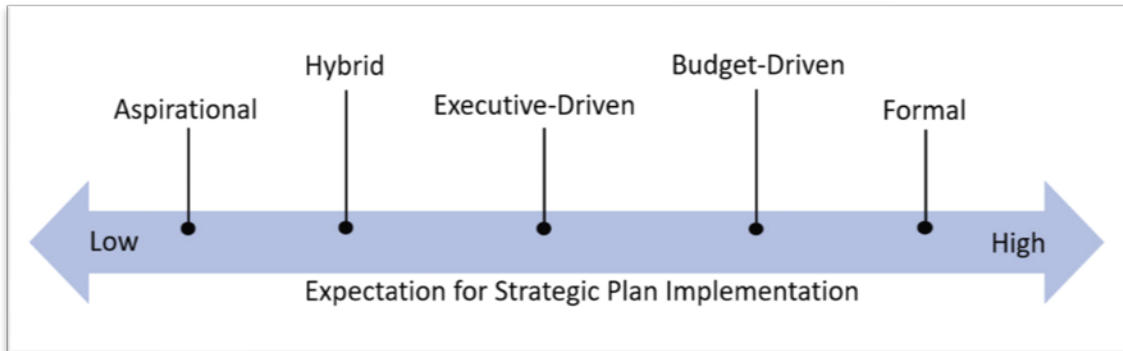 Hybrid
Budget-Driven
Aspirational
Executive-Driven
Formal
Low
High
Expectation for Strategic Plan Implementation